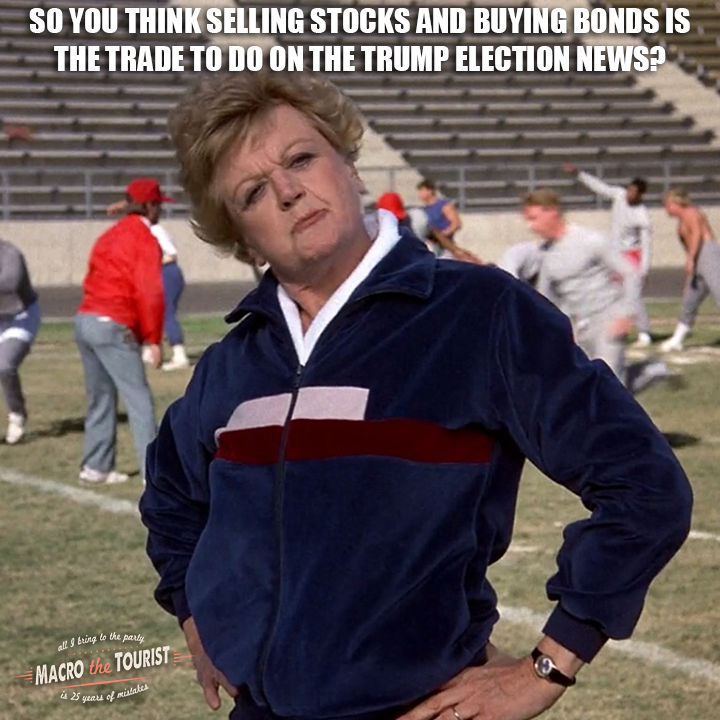 SO YOU THINK SELLING STOCKS AND BUYING BONDS IS
THE TRADE TO DO ON THE TRUMP ELECTION NEWS?
all I bring to the party
MACRO the TOURIST
is 25 years of mistakes